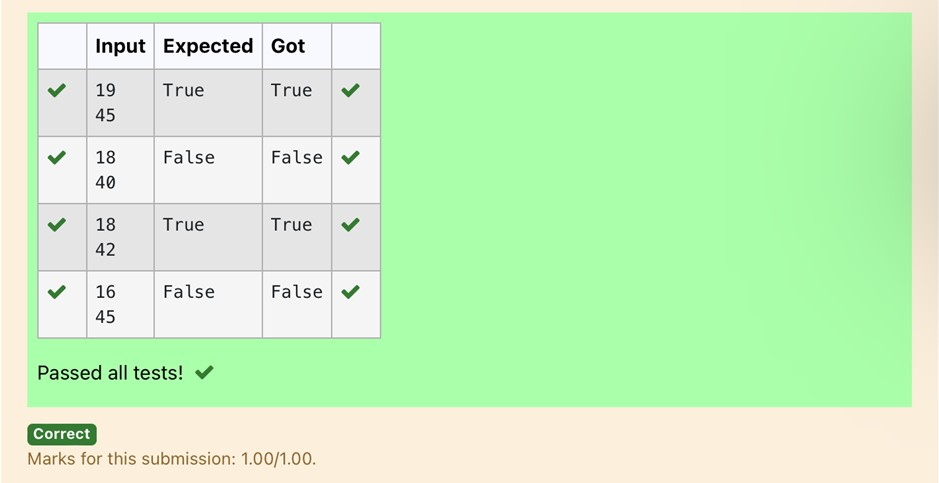 Input Expected Got
19 True True
45
18 False False
40
18 True True
42
16 False False
45
Passed all tests!
Correct
Marks for this submission: 1.00/1.00.